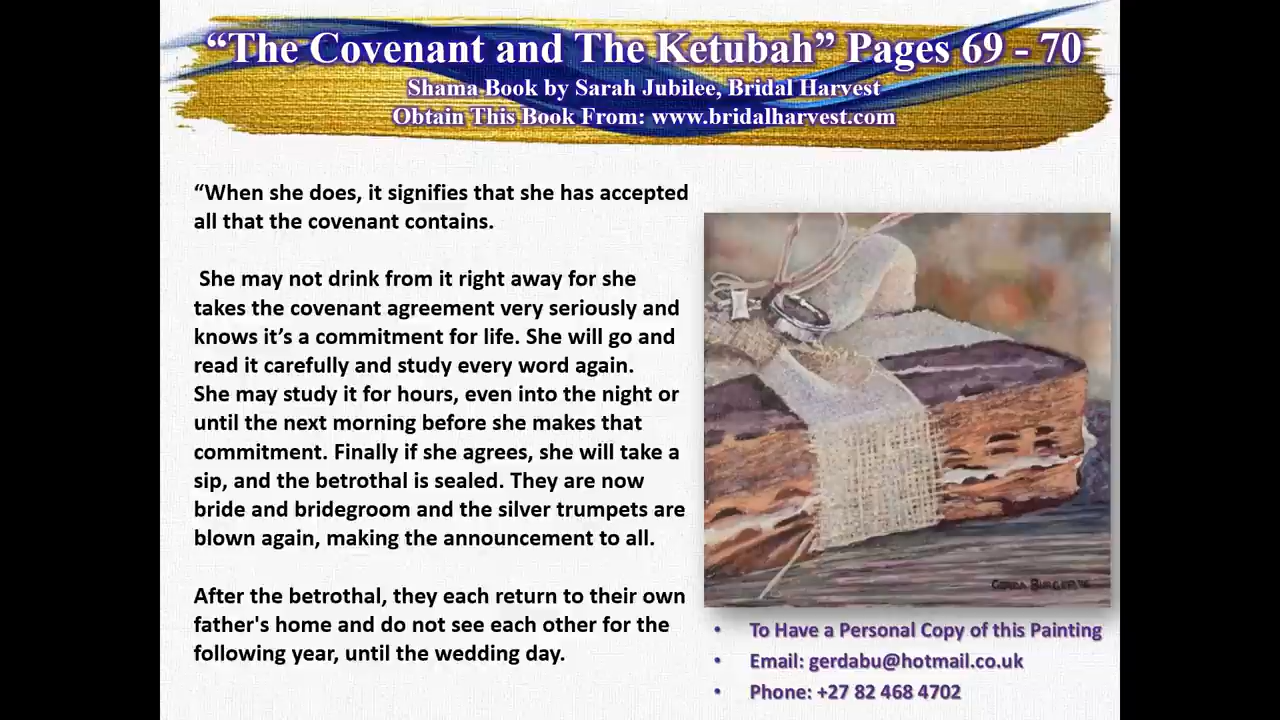 “The Covenant and The Ketubah” Pages 69 - 70
Shama Book by Sarah Jubilee, Bridal Harvest
Obtain This Book From: www.bridalharvest.com
“When she does, it signifies that she has accepted
all that the covenant contains.
She may not drink from it right away for she
takes the covenant agreement very seriously and
knows it’s a commitment for life. She will go and
read it carefully and study every word again.
She may study it for hours, even into the night or
until the next morning before she makes that
commitment. Finally if she agrees, she will take a
sip, and the betrothal is sealed. They are now
bride and bridegroom and the silver trumpets are
blown again, making the announcement to all.
After the betrothal, they each return to their own
father's home and do not see each other for the
following year, until the wedding day.
GERDA BURGER
• To Have a Personal Copy of this Painting
• Email: gerdabu@hotmail.co.uk
• Phone: +27 82 468 4702